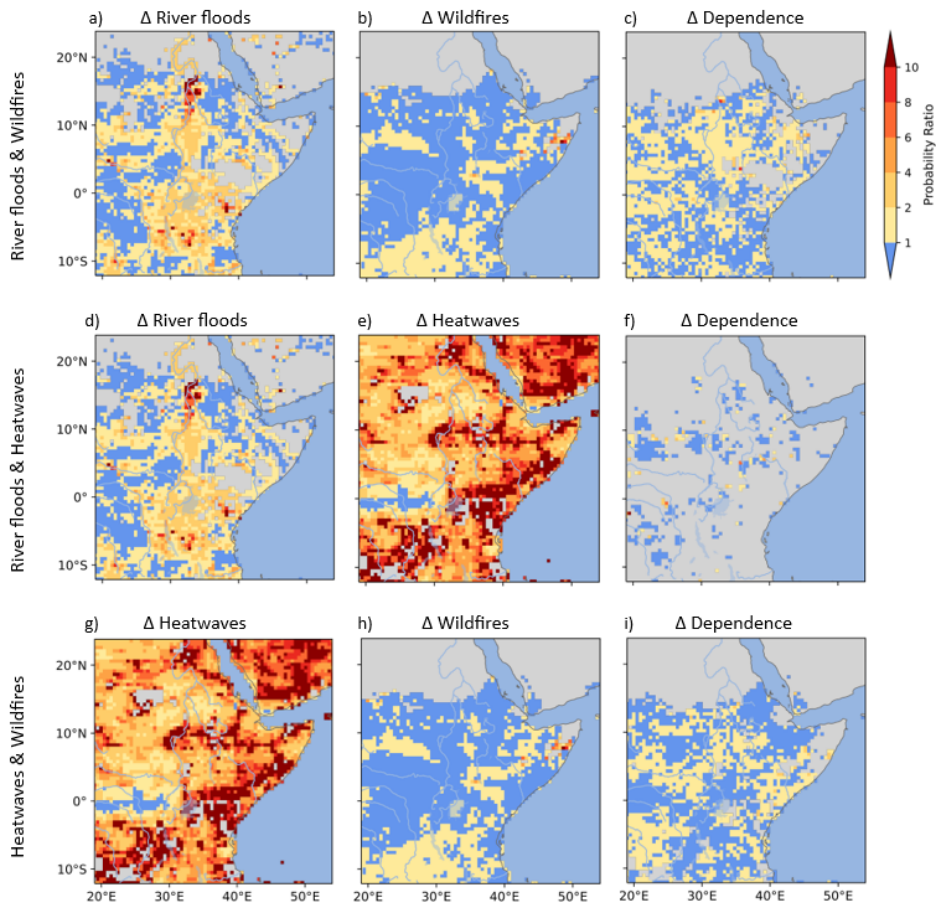 a) Δ River floods
b) Δ Wildfires
c) Δ Dependence
River floods & Wildfires
20°N
10°N
0°
10°S
10
8
6
4
2
1
Probability Ratio
d) Δ River floods
e) Δ Heatwaves
f) Δ Dependence
River floods & Heatwaves
20°N
10°N
0°
10°S
g) Δ Heatwaves
h) Δ Wildfires
i) Δ Dependence
Heatwaves & Wildfires
20°N
10°N
0°
10°S
20°E 30°E 40°E 50°E
20°E 30°E 40°E 50°E
20°E 30°E 40°E 50°E